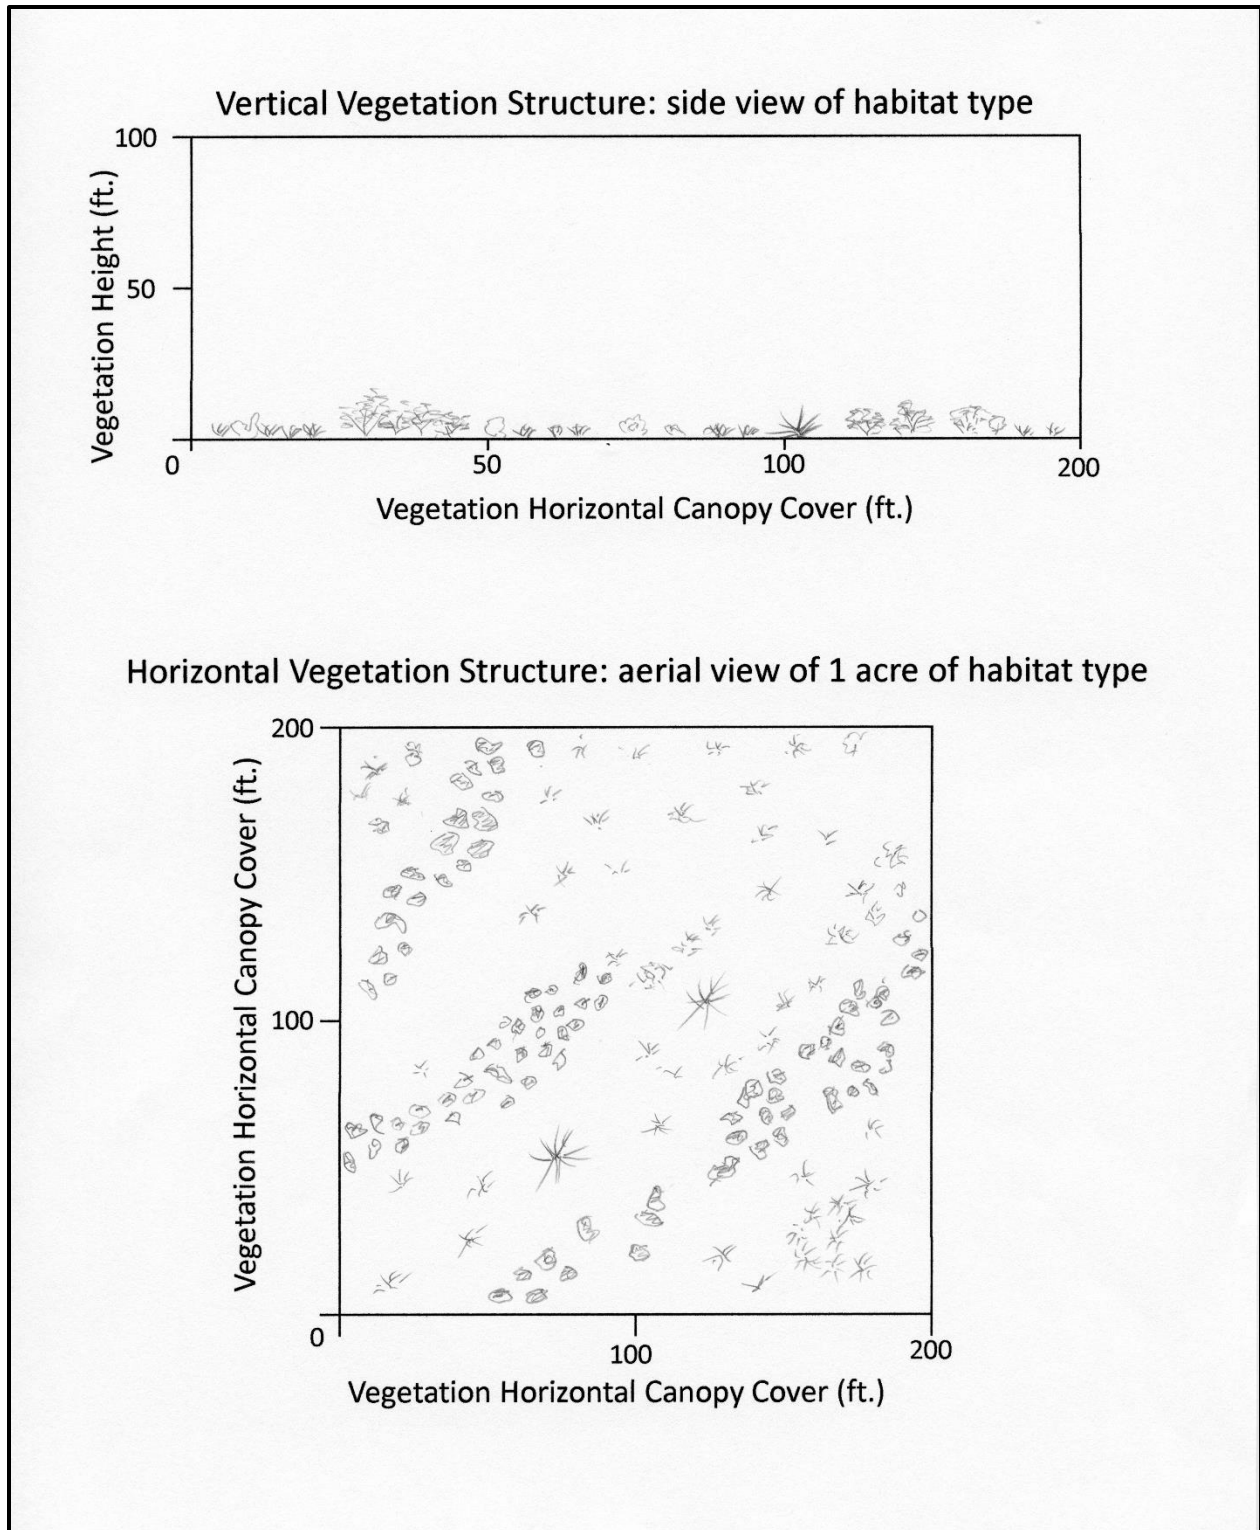 Vertical Vegetation Structure: side view of habitat type
100
Vegetation Height (ft.)
50
0
50
100
200
Vegetation Horizontal Canopy Cover (ft.)
Horizontal Vegetation Structure: aerial view of 1 acre of habitat type
200
Vegetation Horizontal Canopy Cover (ft.)
100
0
100
200
Vegetation Horizontal Canopy Cover (ft.)